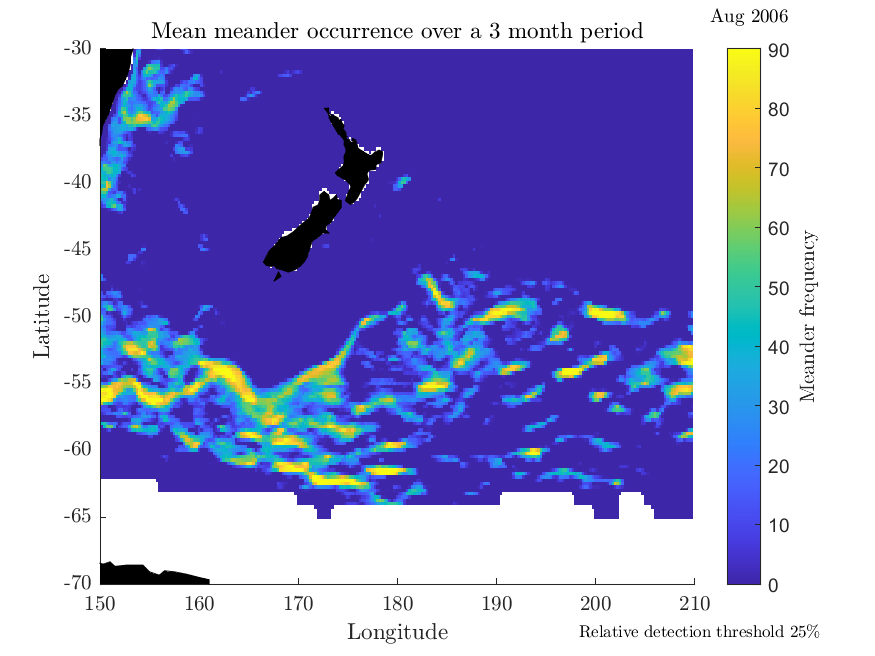 Aug 2006
Mean meander occurrence over a 3 month period
-30
-35
-40
-45
-50
-55
-60
-65
-70
Latitude
150 160 170 180 190 200 210
Longitude
90
80
70
60
50
40
30
20
10
0
Meander frequency
Relative detection threshold 25%